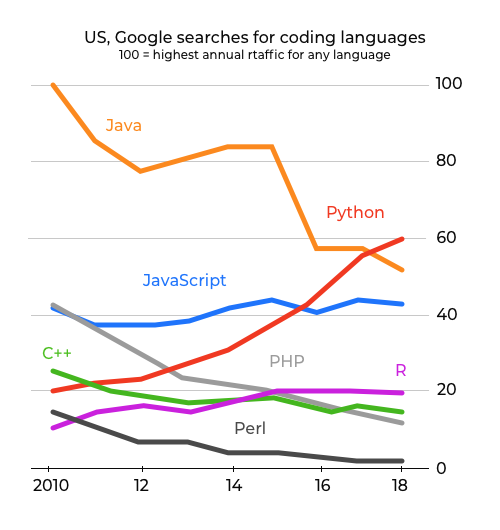 US, Google searches for coding languages
100 = highest annual rtaffic for any language
100
Java
80
Python
60
JavaScript
40
C++
PHP
R
20
Perl
0
2010 12 14 16 18